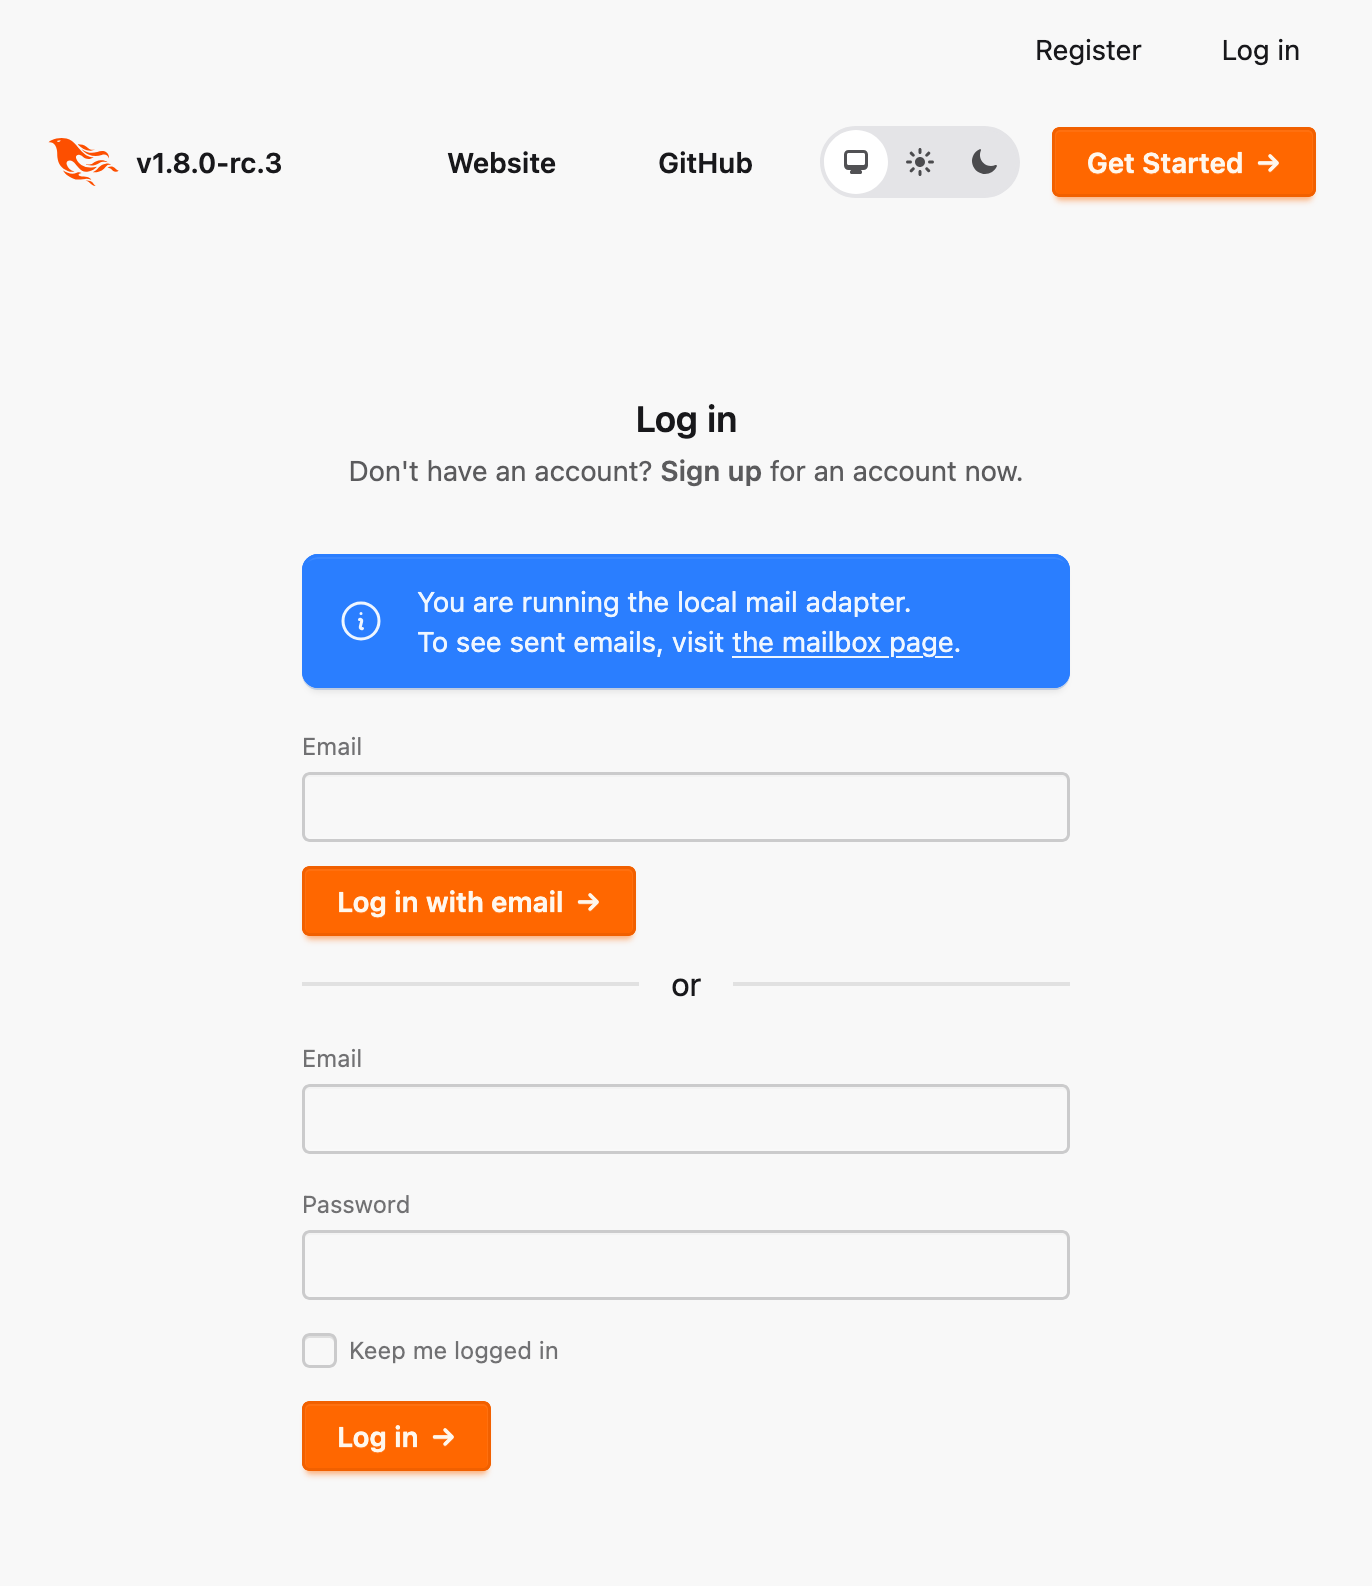 Register Log in
v1.8.0-rc.3 Website GitHub Get Started →
Log in
Don't have an account? Sign up for an account now.
You are running the local mail adapter.
To see sent emails, visit the mailbox page.
Email
Log in with email →
or
Email
Password
Keep me logged in
Log in →